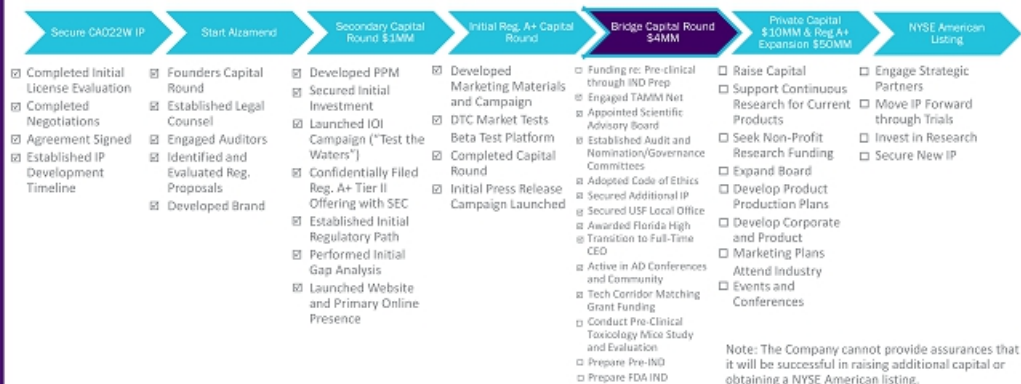 Secure CAO22W IP
Start Alzamend
Secondary Capital
Round $1MM
Initial Reg. A+ Capital
Round
Bridge Capital Round
$4MM
Private Capital
$10MM & Reg A+
Expansion $50MM
NYSE American
Listing
Completed Initial
License Evaluation
Completed
Negotiations
Agreement Signed
Established IP
Development
Timeline
Founders Capital
Round
Established Legal
Counsel
Engaged Auditors
Identified and
Evaluated Reg.
Proposals
Developed Brand
Developed PPM
Secured Initial
Investment
Launched IOI
Campaign ("Test the
Waters")
Confidentially Filed
Reg. A+ Tier II
Offering with SEC
Established Initial
Regulatory Path
Performed Initial
Gap Analysis
Launched Website
and Primary Online
Presence
Developed
Marketing Materials
and Campaign
DTC Market Tests
Beta Test Platform
Completed Capital
Round
Initial Press Release
Campaign Launched
Funding re: Pre-clinical
through IND Prep
Engaged TAMM Net
Appointed Scientific
Advisory Board
Established Audit and
Nomination/Governance
Committees
Adopted Code of Ethics
Secured Additional IP
Secured USF Local Office
Awarded Florida High
Transition to Full-Time
CEO
Active in AD Conferences
and Community
Tech Corridor Matching
Grant Funding
Conduct Pre-Clinical
Toxicology Mice Study
and Evaluation
Prepare Pre-IND
Prepare FDA IND
Raise Capital
Support Continuous
Research for Current
Products
Seek Non-Profit
Research Funding
Expand Board
Develop Product
Production Plans
Develop Corporate
and Product
Marketing Plans
Attend Industry
Events and
Conferences
Engage Strategic
Partners
Move IP Forward
through Trials
Invest in Research
Secure New IP
Note: The Company cannot provide assurances that
it will be successful in raising additional capital or
obtaining a NYSE American listing.